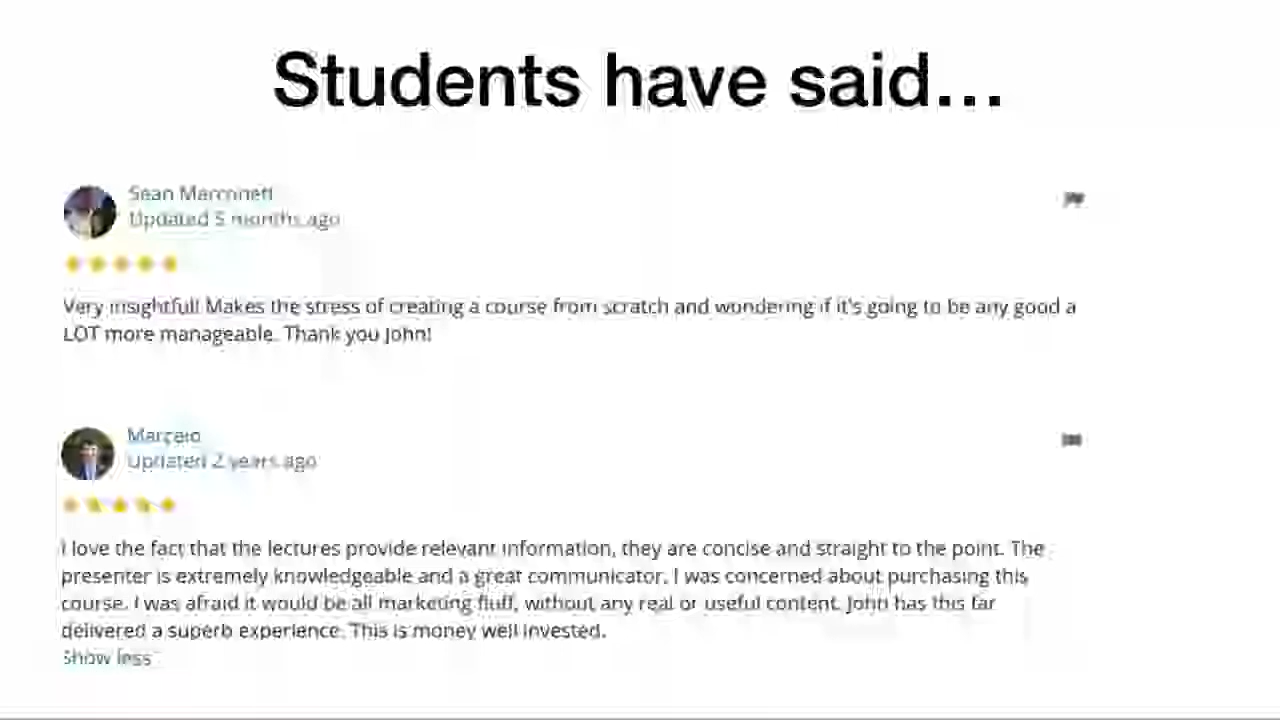 Students have said...
Sean Marconett
Updated 5 months ago
Very insightful! Makes the stress of creating a course from scratch and wondering if it's going to be any good a
LOT more manageable. Thank you John!
Updated 2 years ago
I love the fact that the lectures provide relevant information, they are concise and straight to the point. The
presenter is extremely knowledgeable and a great communicator. I was concerned about purchasing this
course. I was afraid it would be all marketing fluff, without any real or useful content. John has this far
delivered a superb experience. This is money well invested.
Show less